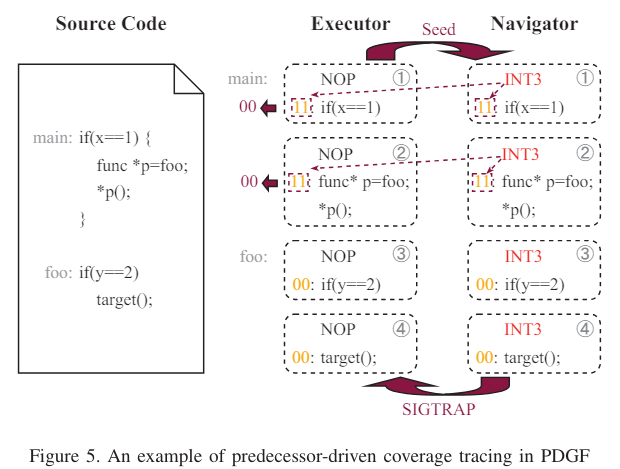 Source Code
main: if(x==1) {
func *p=foo;
*p();
}
foo: if(y==2)
target();
Executor
Navigator
Seed
main:
NOP ①
00 11 if(x==1)
INT3 ①
11 if(x==1)
NOP ②
00 11 func* p=foo;
*p();
INT3 ②
11 func* p=foo;
*p();
foo:
NOP ③
00: if(y==2)
INT3 ③
00: if(y==2)
NOP ④
00: target();
INT3 ④
00: target();
SIGTRAP
Figure 5. An example of predecessor-driven coverage tracing in PDGF